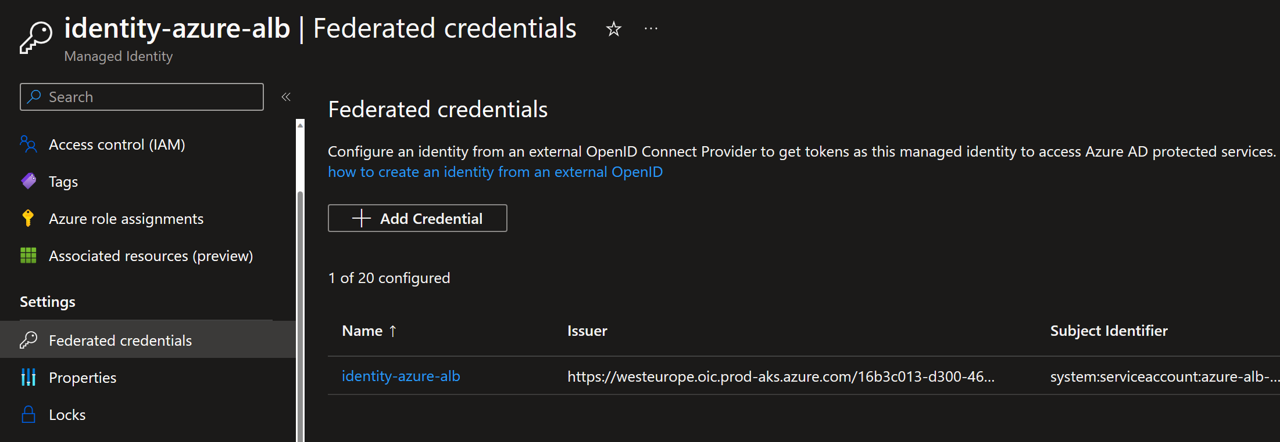 identity-azure-alb | Federated credentials
Managed Identity
Search
Access control (IAM)
Tags
Azure role assignments
Associated resources (preview)
Settings
Federated credentials
Properties
Locks
Federated credentials
Configure an identity from an external OpenID Connect Provider to get tokens as this managed identity to access Azure AD protected services.
how to create an identity from an external OpenID
Add Credential
1 of 20 configured
Name ↑ Issuer Subject Identifier
identity-azure-alb https://westeurope.oic.prod-aks.azure.com/16b3c013-d300-46... system:serviceaccount:azure-alb-...